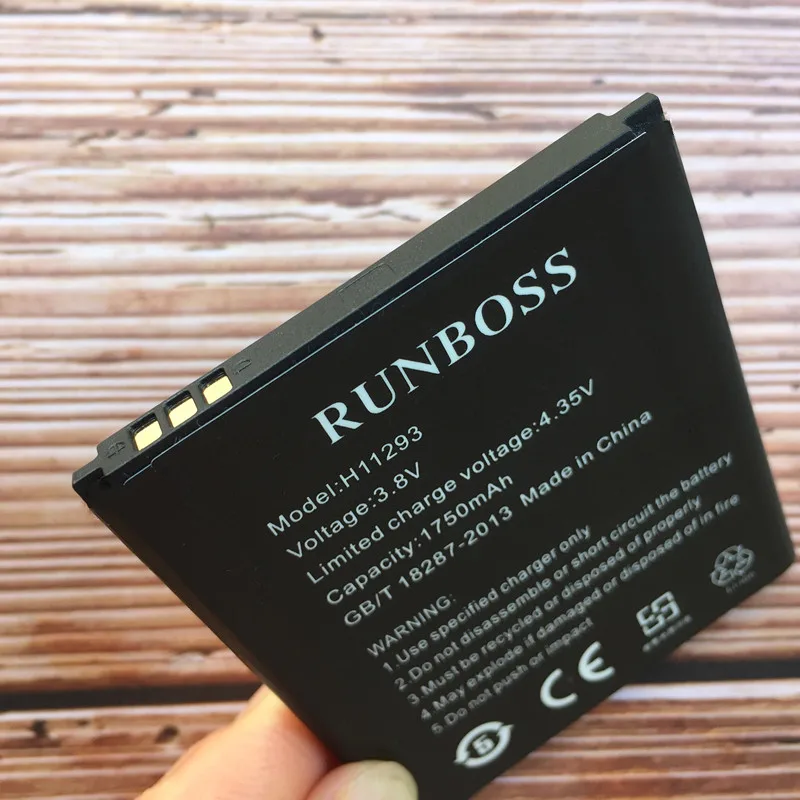 RUNBOSS
Model:H11293
Voltage:3.8V
Limited charge voltage:4.35V
Capacity:1750mAh
GB/T 18287-2013 Made in China
WARNING:
1.Use specified charger only
2.Do not disassemble or short circuit the battery
3.Must be recycled or disposed of properly
4.May explode if damaged or disposed of in fire
5.Do not push or impact
CE
5